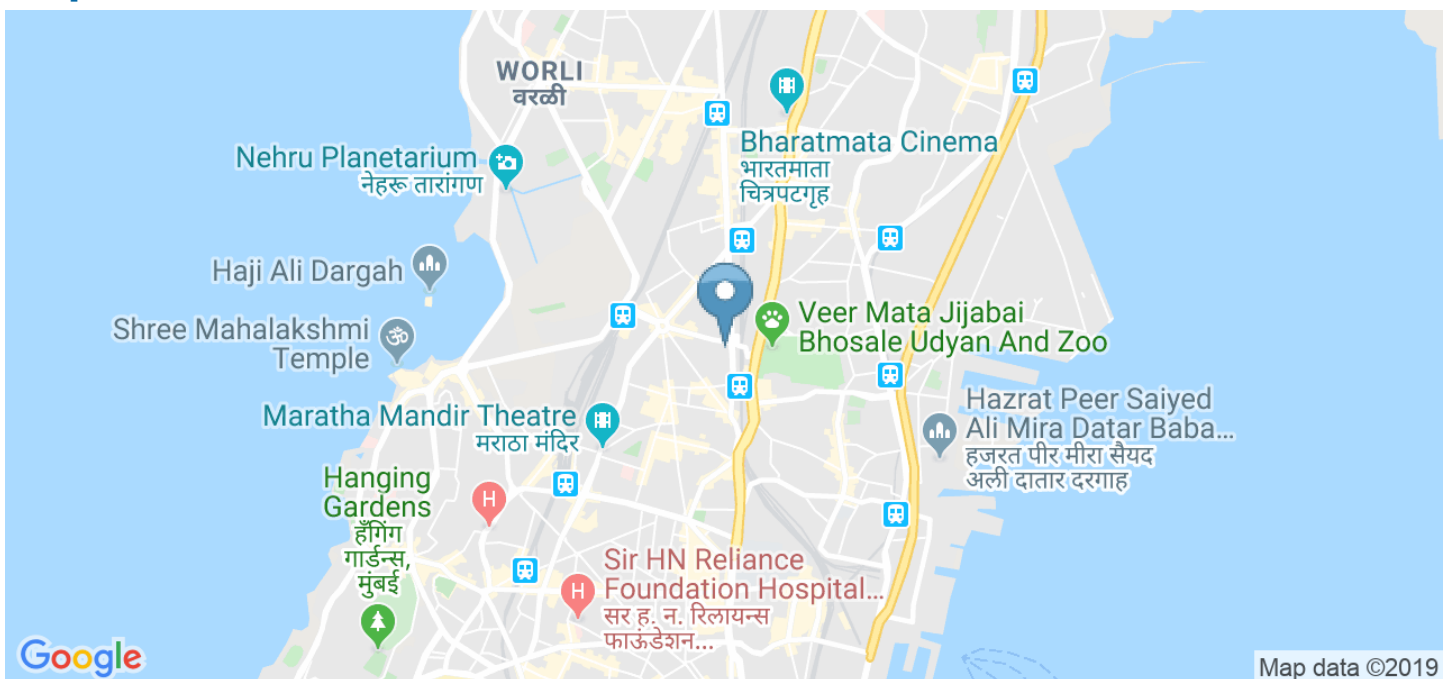 WORLI
वरळी
Bharatmata Cinema
भारतमाता
चित्रपटगृह
Nehru Planetarium
नेहरू तारांगण
Haji Ali Dargah
Shree Mahalakshmi
Temple
Veer Mata Jijabai
Bhosale Udyan And Zoo
Maratha Mandir Theatre
मराठा मंदिर
Hazrat Peer Saiyed
Ali Mira Datar Baba...
हजरत पीर मीरा सैयद
अली दातार दरगाह
Hanging
Gardens
हँगिंग
गार्डन्स,
मुंबई
H
Sir HN Reliance
Foundation Hospital...
सर ह. न. रिलायन्स
फाऊंडेशन...
H
Google
Map data ©2019